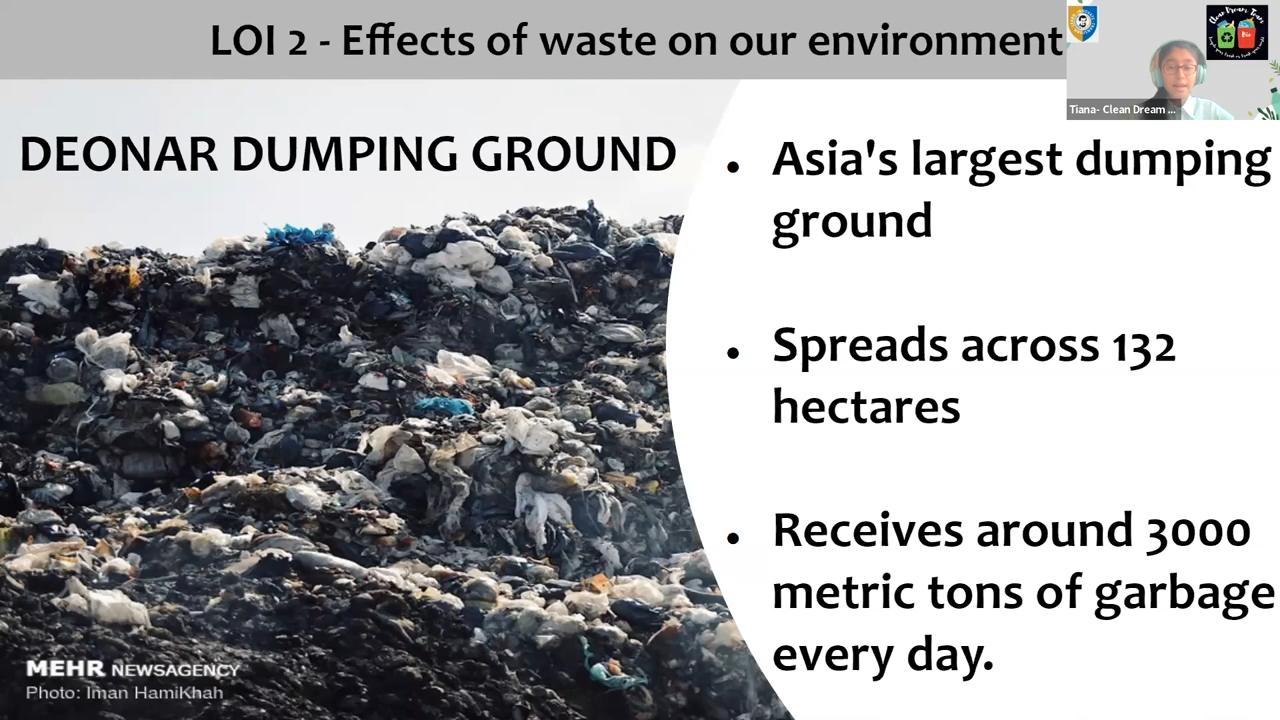 LOI 2 - Effects of waste on our environment
Tiana- Clean Dream ...
DEONAR DUMPING GROUND
• Asia's largest dumping
ground
• Spreads across 132
hectares
• Receives around 3000
metric tons of garbage
every day.
MEHR NEWSAGENCY
Photo: Iman HamiKhah